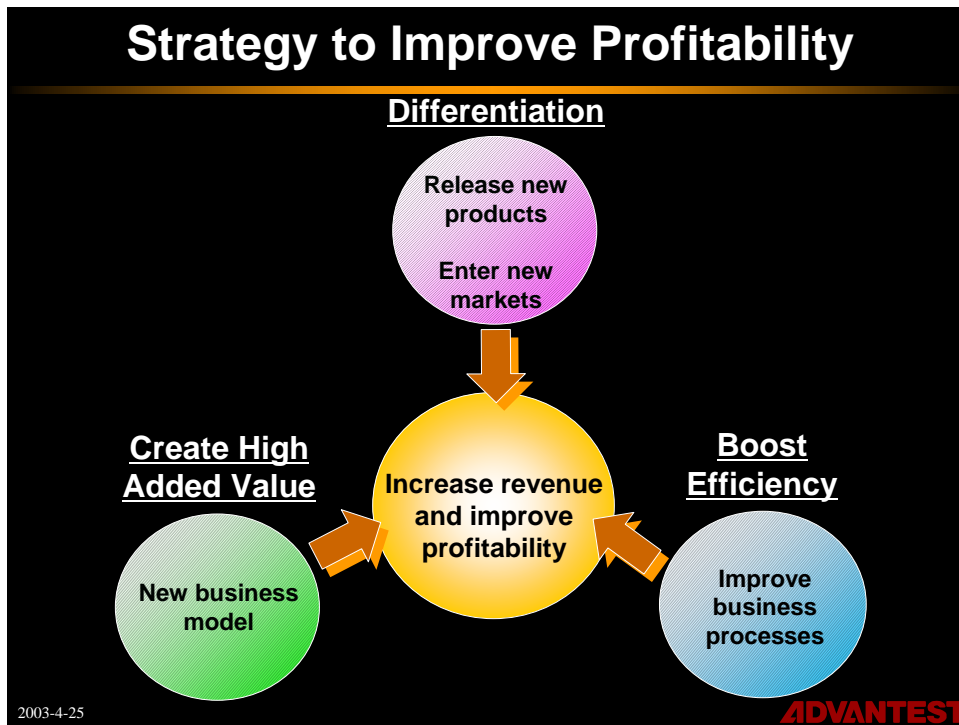 Strategy to Improve Profitability
Differentiation
Release new
products
Enter new
markets
Create High
Added Value
New business
model
Increase revenue
and improve
profitability
Boost
Efficiency
Improve
business
processes
2003-4-25
ADVANTEST